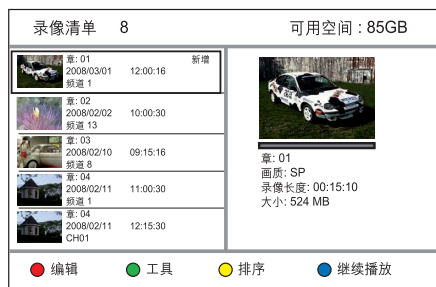 录像清单 8 可用空间 : 85GB
章: 01 新增
2008/03/01 12:00:16
频道 1
章: 02
2008/02/02 10:00:30
频道 13
章: 03
2008/02/10 09:15:16
频道 8
章: 04
2008/02/11 11:00:30
频道 1
章: 04
2008/02/11 12:15:30
CH01
章: 01
画质: SP
录像长度: 00:15:10
大小: 524 MB
编辑 工具 排序 继续播放